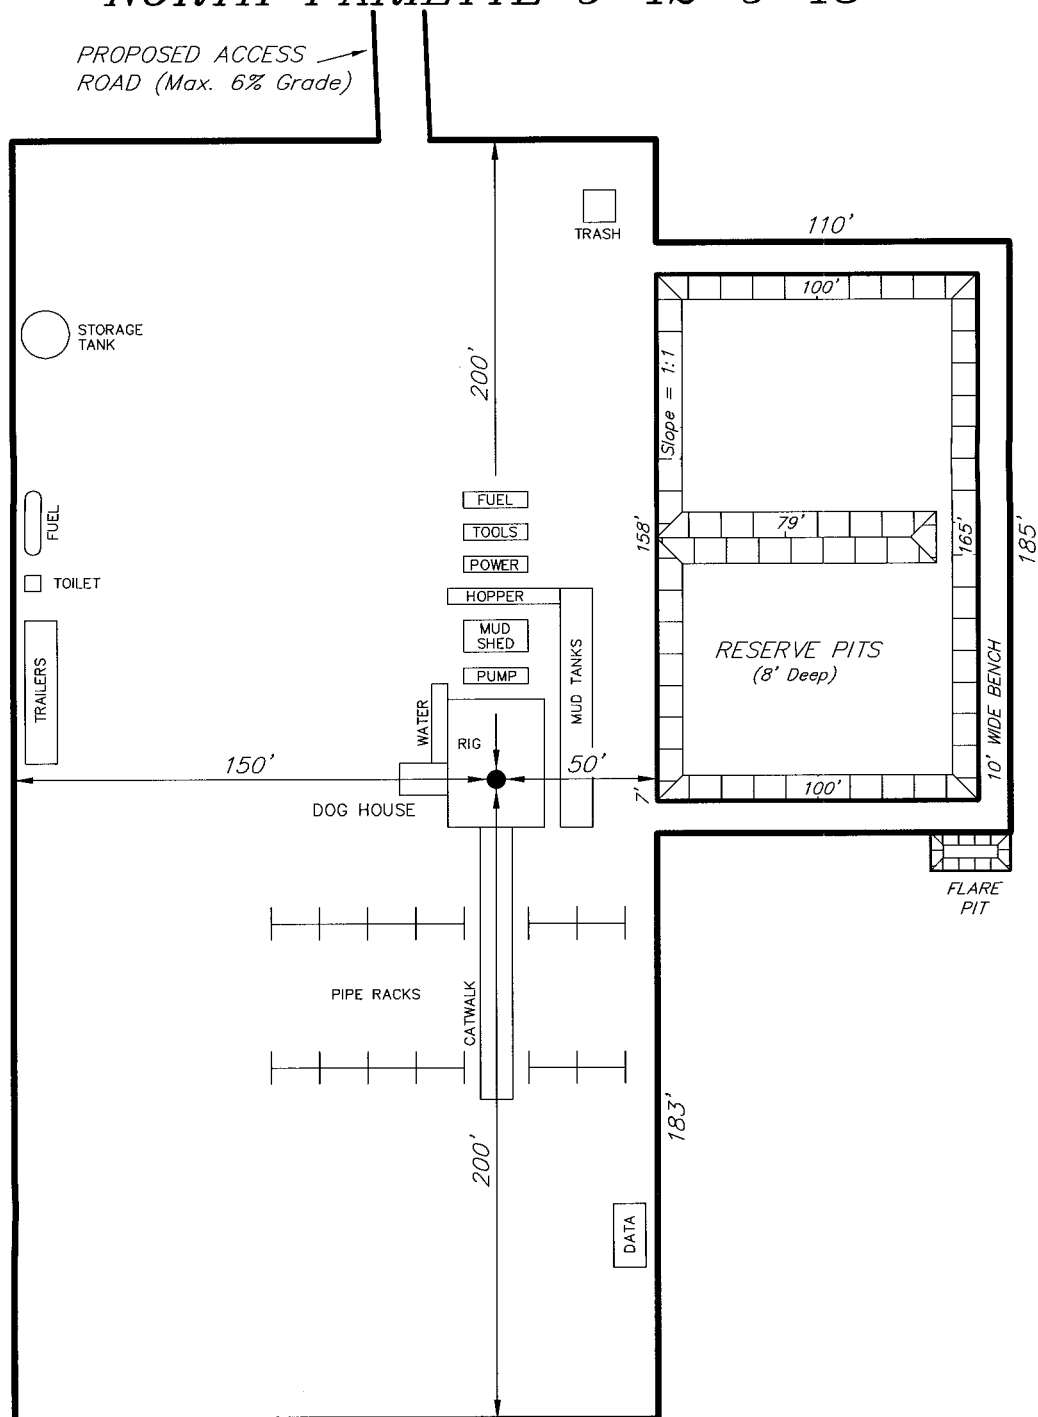 PROPOSED ACCESS
ROAD (Max. 6% Grade)
TRASH
110'
100'
STORAGE
TANK
200'
Slope = 1:1
FUEL
FUEL
TOOLS
POWER
HOPPER
TOILET
MUD
SHED
PUMP
MUD TANKS
TRAILERS
WATER
RIG
158'
79'
165'
185'
RESERVE PITS
(8' Deep)
10' WIDE BENCH
150'
50'
7'
100'
DOG HOUSE
FLARE
PIT
PIPE RACKS
CATWALK
183'
200'
DATA